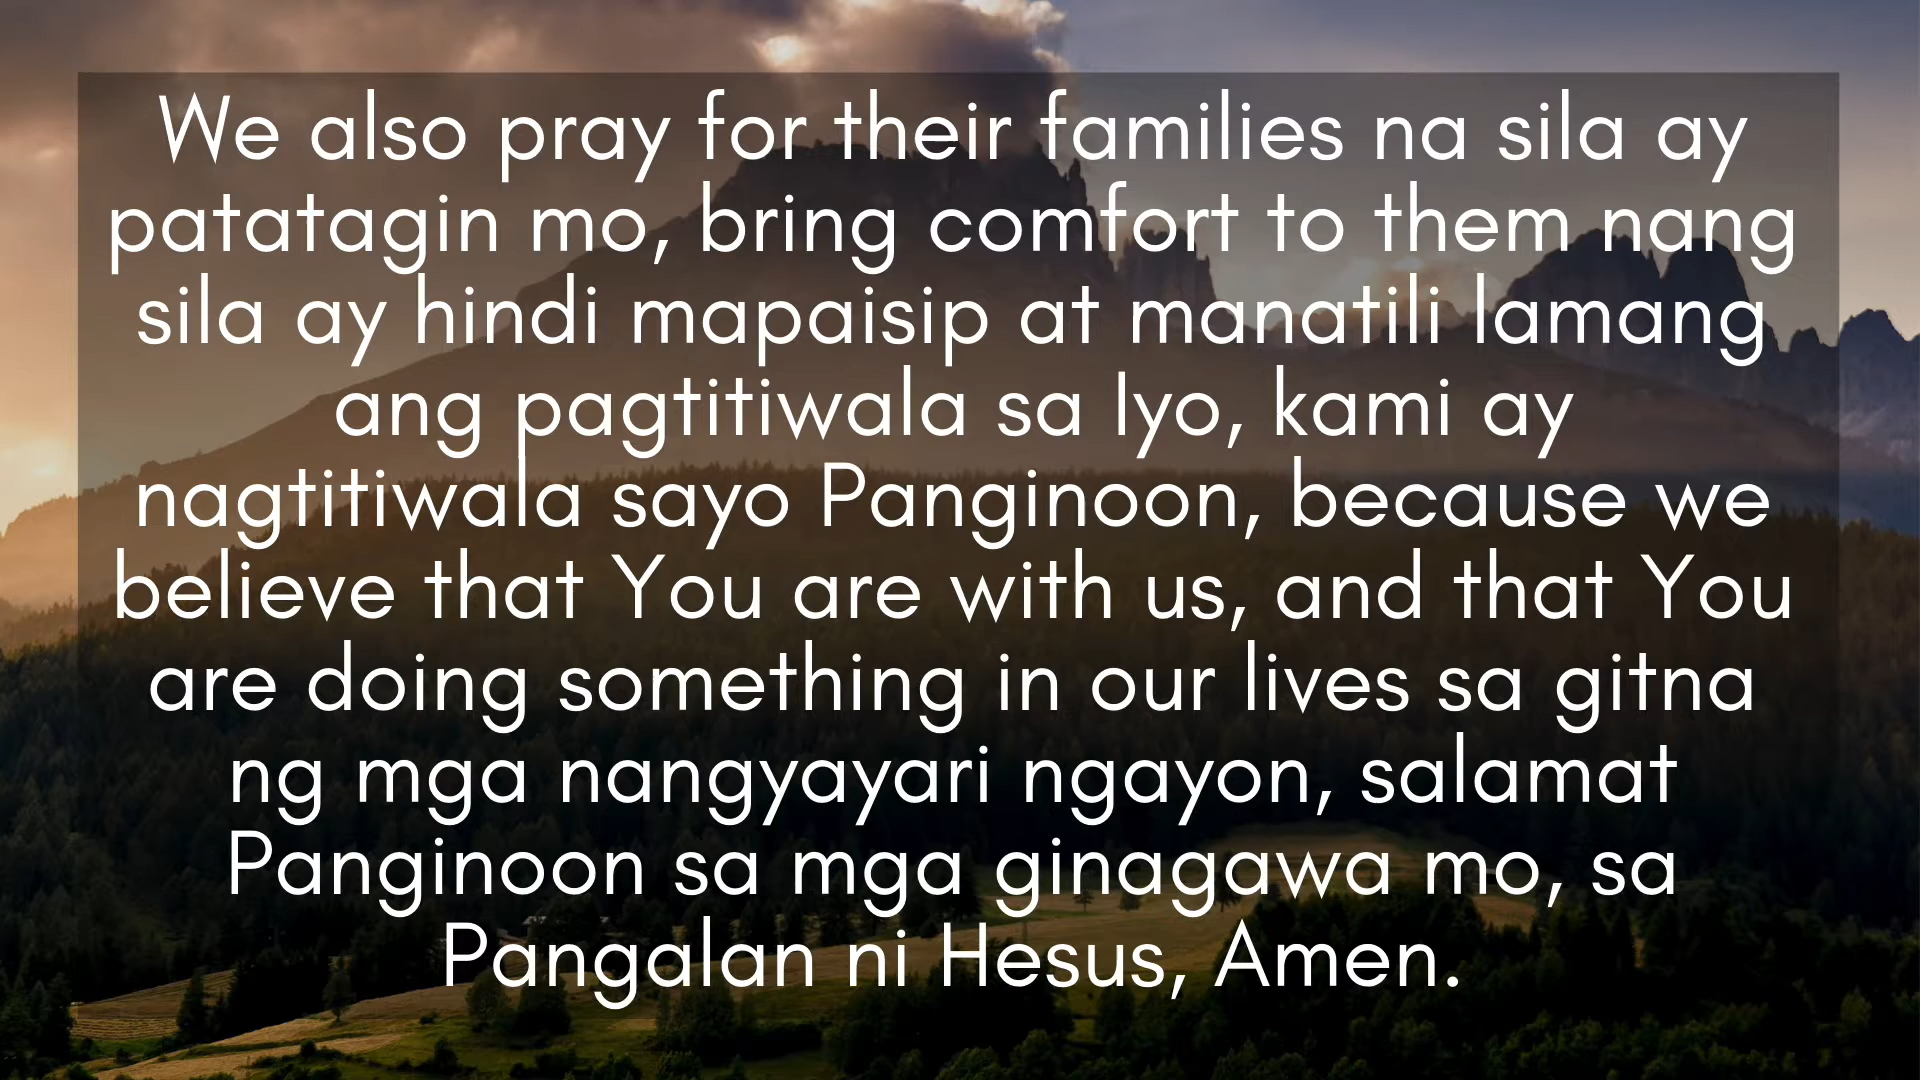 We also pray for their families na sila ay
patatagin mo, bring comfort to them nang
sila ay hindi mapaisip at manatili lamang
ang pagtitiwala sa Iyo, kami ay
nagtitiwala sayo Panginoon, because we
believe that You are with us, and that You
are doing something in our lives sa gitna
ng mga nangyayari ngayon, salamat
Panginoon sa mga ginagawa mo, sa
Pangalan ni Hesus, Amen.